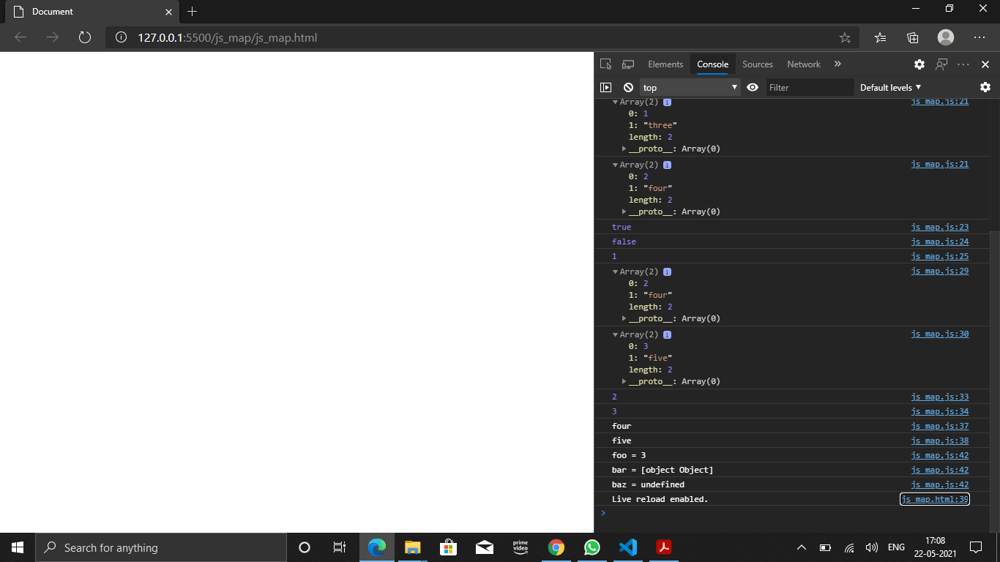 Document
127.0.0.1:5500/js_map/js_map.html
Elements Console Sources Network
top Filter Default levels
Array(2) i js_map.js:21
0: 1
1: "three"
length: 2
__proto__: Array(0)
Array(2) i js_map.js:21
0: 2
1: "four"
length: 2
__proto__: Array(0)
true js_map.js:23
false js_map.js:24
1 js_map.js:25
Array(2) i js_map.js:29
0: 2
1: "four"
length: 2
__proto__: Array(0)
Array(2) i js_map.js:30
0: 3
1: "five"
length: 2
__proto__: Array(0)
2 js_map.js:33
3 js_map.js:34
four js_map.js:37
five js_map.js:38
foo = 3 js_map.js:42
bar = [object Object] js_map.js:42
baz = undefined js_map.js:42
Live reload enabled. js_map.html:39
Search for anything
prime
video
ENG
17:08
22-05-2021